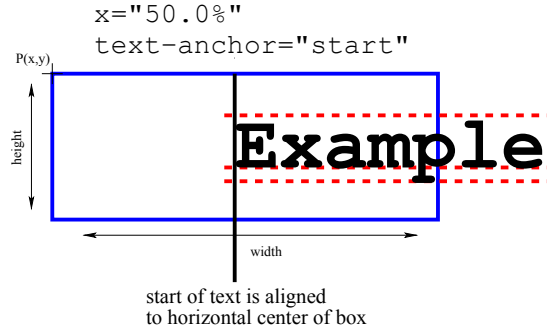 x="50.0%"
text-anchor="start"
P(x,y)
height
Example
width
start of text is aligned
to horizontal center of box